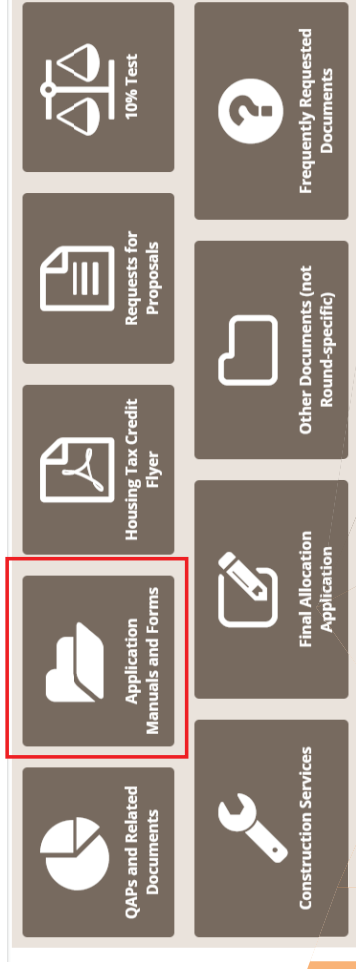 QAPs and Related
Documents
Application
Manuals and Forms
Housing Tax Credit
Flyer
Requests for
Proposals
10% Test
Construction Services
Final Allocation
Application
Other Documents (not
Round-specific)
Frequently Requested
Documents